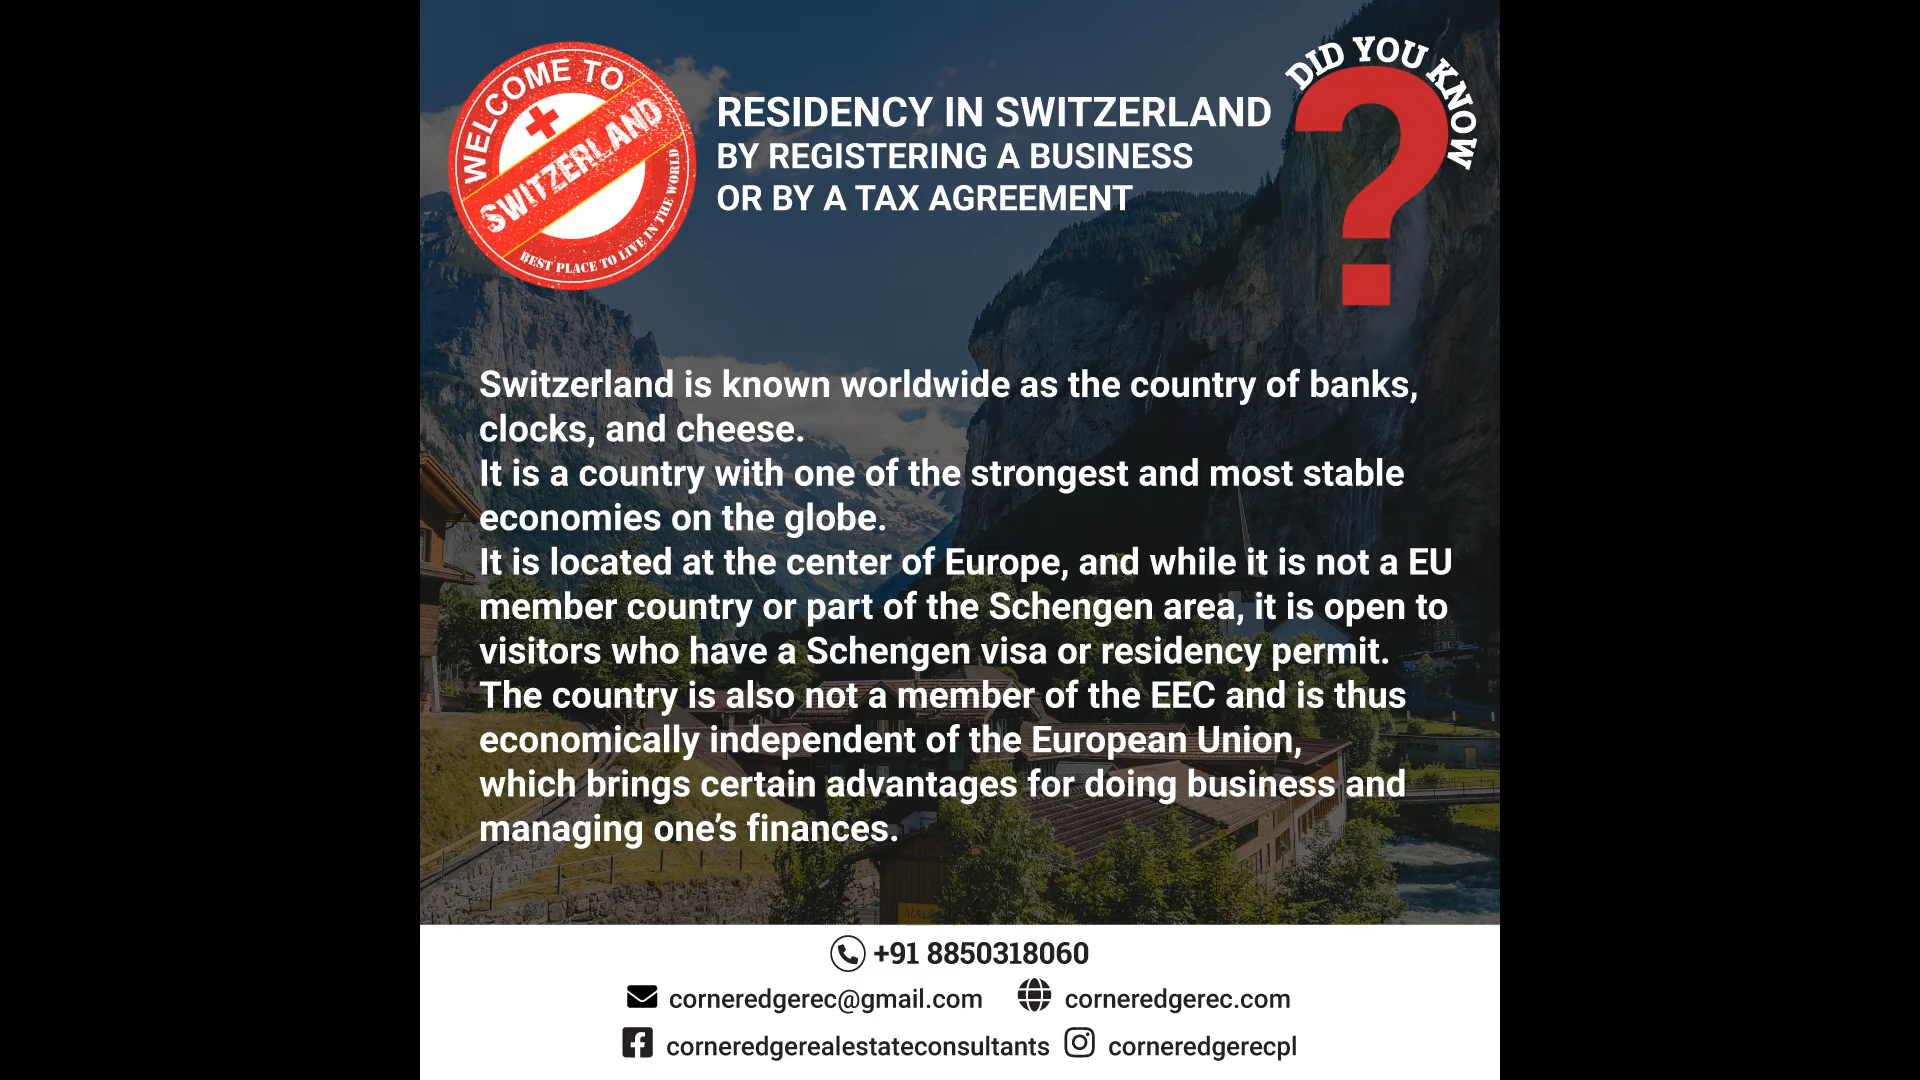 WELCOME TO
SWITZERLAND
BEST PLACE TO LIVE IN THE WORLD
RESIDENCY IN SWITZERLAND
BY REGISTERING A BUSINESS
OR BY A TAX AGREEMENT
DID YOU KNOW
?
Switzerland is known worldwide as the country of banks,
clocks, and cheese.
It is a country with one of the strongest and most stable
economies on the globe.
It is located at the center of Europe, and while it is not a EU
member country or part of the Schengen area, it is open to
visitors who have a Schengen visa or residency permit.
The country is also not a member of the EEC and is thus
economically independent of the European Union,
which brings certain advantages for doing business and
managing one’s finances.
+91 8850318060
corneredgerec@gmail.com
corneredgerec.com
corneredgerealestateconsultants
corneredgerecpl